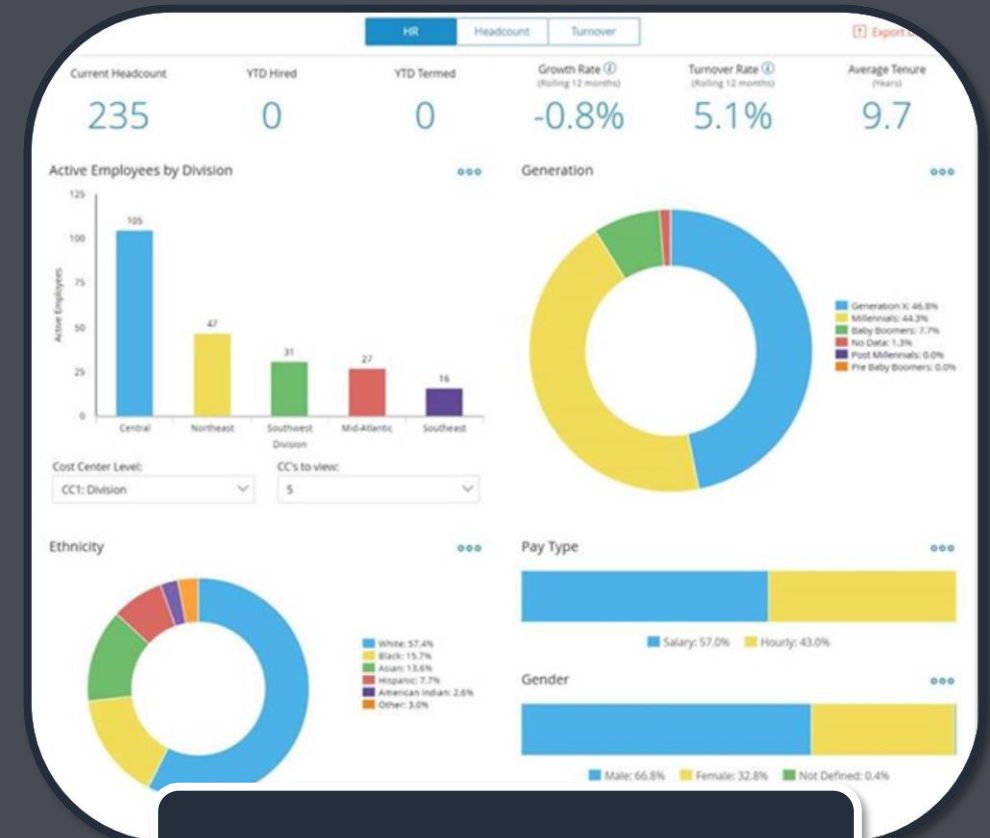 HR Headcount Turnover
Export
Current Headcount
235
YTD Hired
0
YTD Termed
0
Growth Rate
(Rolling 12 months)
-0.8%
Turnover Rate
(Rolling 12 months)
5.1%
Average Tenure
(Years)
9.7
Active Employees by Division
125
100
75
50
25
0
Active Employees
105
47
31
27
16
Central
Northeast
Southwest
Mid-Atlantic
Southeast
Division
Cost Center Level:
CC1: Division
CC's to view:
5
Generation
Generation X: 46.8%
Millennials: 44.3%
Baby Boomers: 7.7%
No Data: 1.3%
Post Millennials: 0.0%
Pre Baby Boomers: 0.0%
Ethnicity
White: 57.4%
Black: 15.7%
Asian: 13.6%
Hispanic: 7.7%
American Indian: 2.6%
Other: 3.0%
Pay Type
Salary: 57.0%
Hourly: 43.0%
Gender
Male: 66.8%
Female: 32.8%
Not Defined: 0.4%